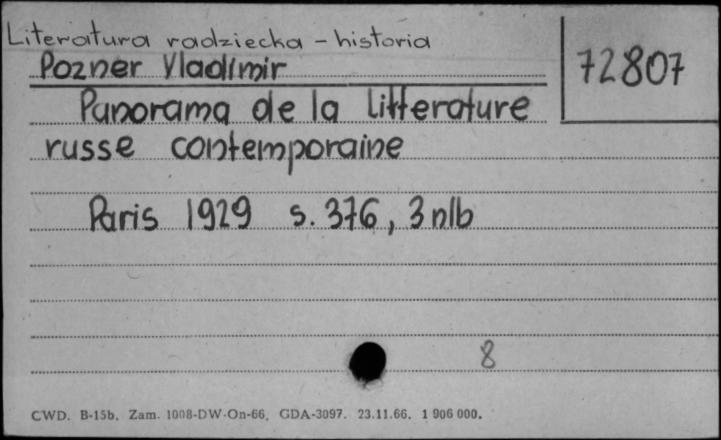 Literatura radziecka - historia
Pozner Vladimir
72807
Panorama de la litterature
russe contemporaine
Paris 1929 s. 376, 3 nlb
8
CWD. B-15b. Zam. 1008-DW-On-66. GDA-3097. 23.11.66. 1 906 000.